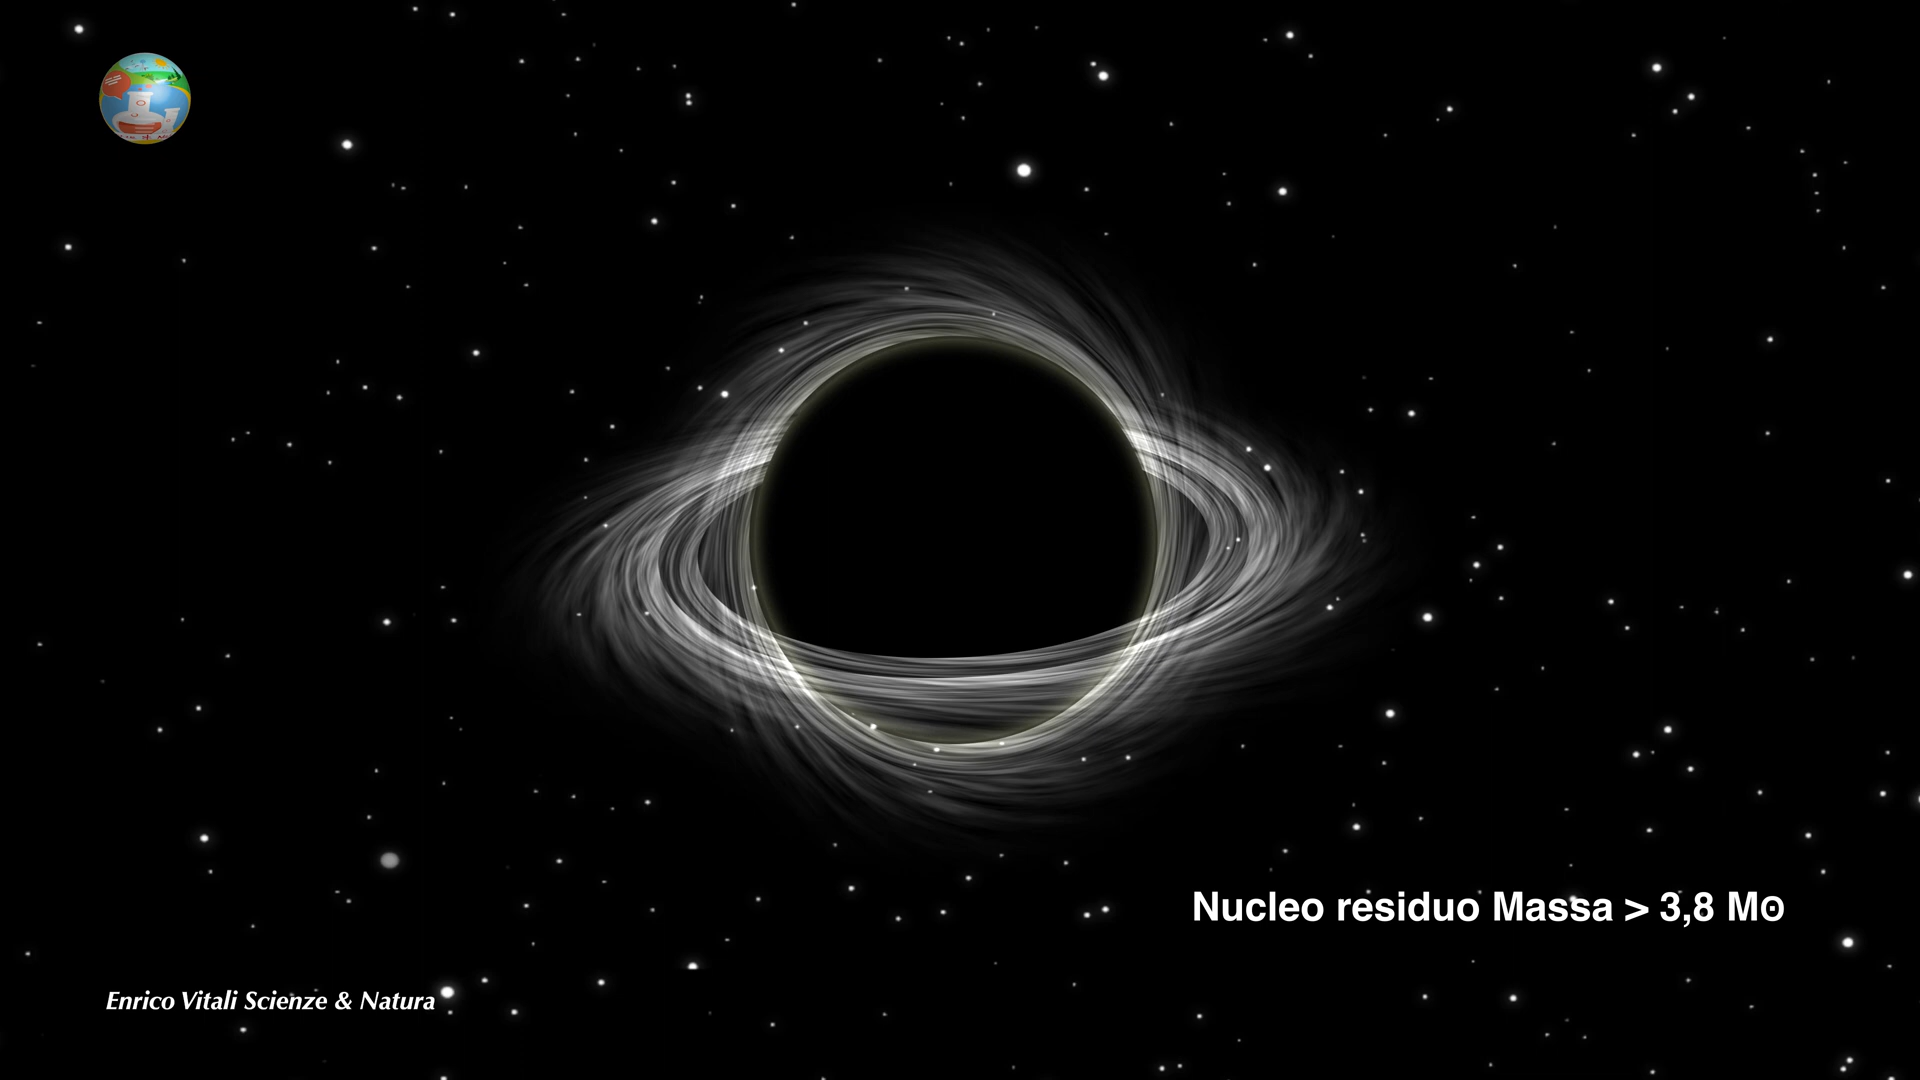 Nucleo residuo Massa > 3,8 M⊙
Enrico Vitali Scienze & Natura